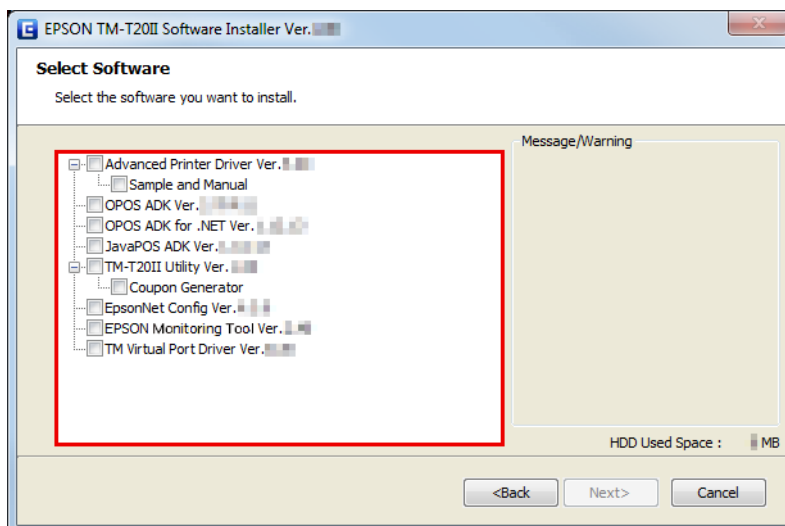 EPSON TM-T20II Software Installer Ver.
Select Software
Select the software you want to install.
Message/Warning
Advanced Printer Driver Ver.
Sample and Manual
OPOS ADK Ver.
OPOS ADK for .NET Ver.
JavaPOS ADK Ver.
TM-T20II Utility Ver.
Coupon Generator
EpsonNet Config Ver.
EPSON Monitoring Tool Ver.
TM Virtual Port Driver Ver.
HDD Used Space : MB
<Back Next> Cancel